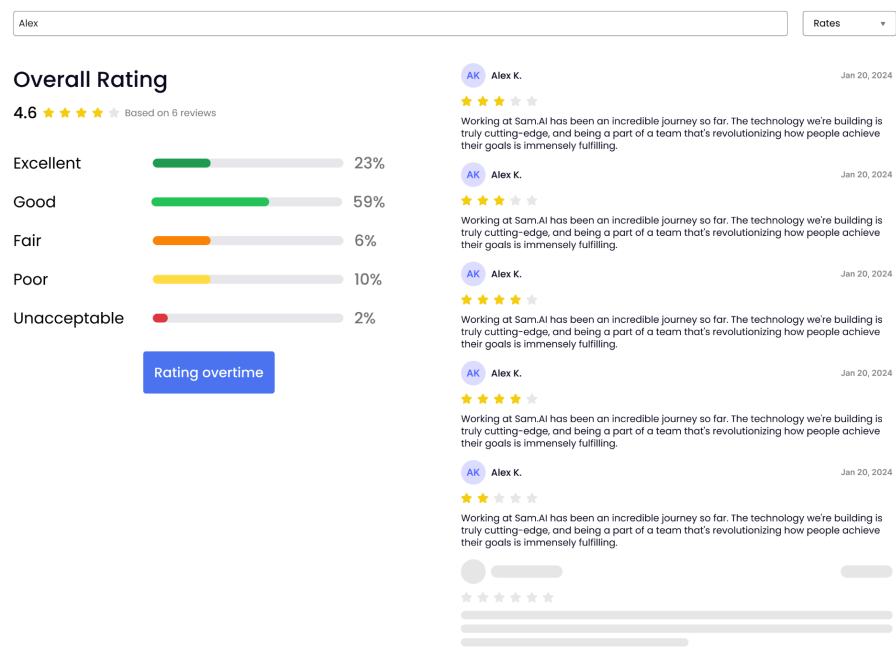 Alex
Rates
Overall Rating
4.6 Based on 6 reviews
Excellent 23%
Good 59%
Fair 6%
Poor 10%
Unacceptable 2%
Rating overtime
AK Alex K. Jan 20, 2024
Working at Sam.AI has been an incredible journey so far. The technology we're building is
truly cutting-edge, and being a part of a team that's revolutionizing how people achieve
their goals is immensely fulfilling.
AK Alex K. Jan 20, 2024
Working at Sam.AI has been an incredible journey so far. The technology we're building is
truly cutting-edge, and being a part of a team that's revolutionizing how people achieve
their goals is immensely fulfilling.
AK Alex K. Jan 20, 2024
Working at Sam.AI has been an incredible journey so far. The technology we're building is
truly cutting-edge, and being a part of a team that's revolutionizing how people achieve
their goals is immensely fulfilling.
AK Alex K. Jan 20, 2024
Working at Sam.AI has been an incredible journey so far. The technology we're building is
truly cutting-edge, and being a part of a team that's revolutionizing how people achieve
their goals is immensely fulfilling.
AK Alex K. Jan 20, 2024
Working at Sam.AI has been an incredible journey so far. The technology we're building is
truly cutting-edge, and being a part of a team that's revolutionizing how people achieve
their goals is immensely fulfilling.